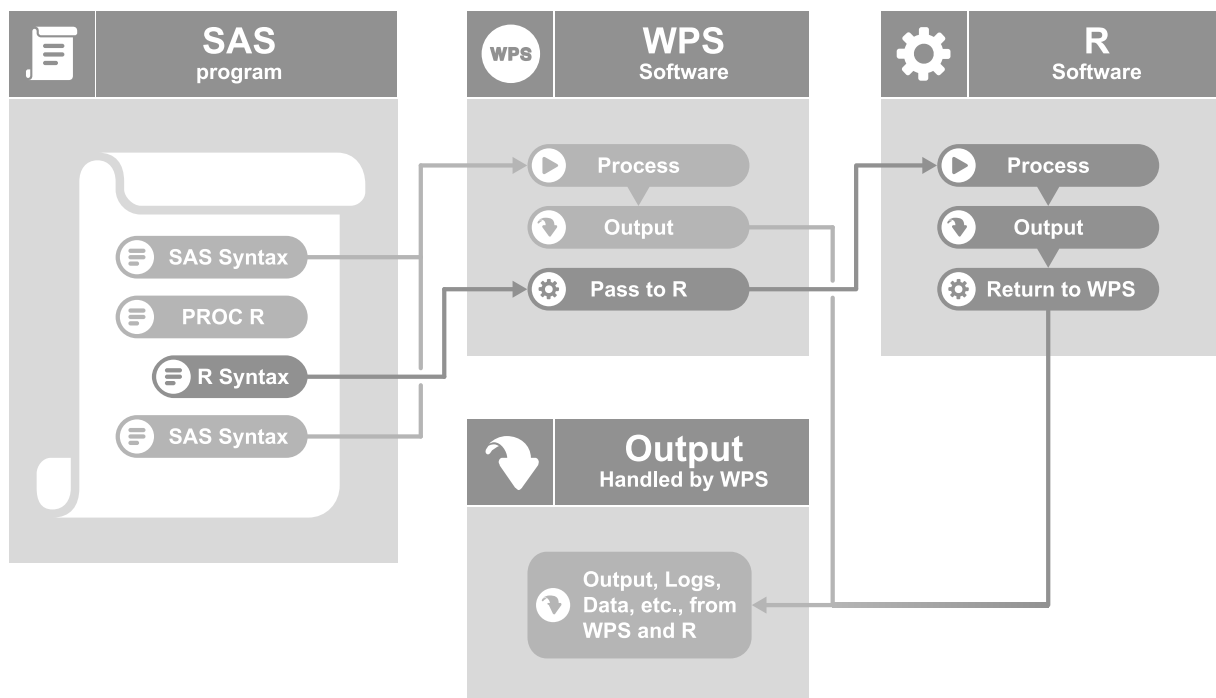 SAS
program
SAS Syntax
PROC R
R Syntax
SAS Syntax
WPS
WPS
Software
Process
Output
Pass to R
R
Software
Process
Output
Return to WPS
Output
Handled by WPS
Output, Logs,
Data, etc., from
WPS and R